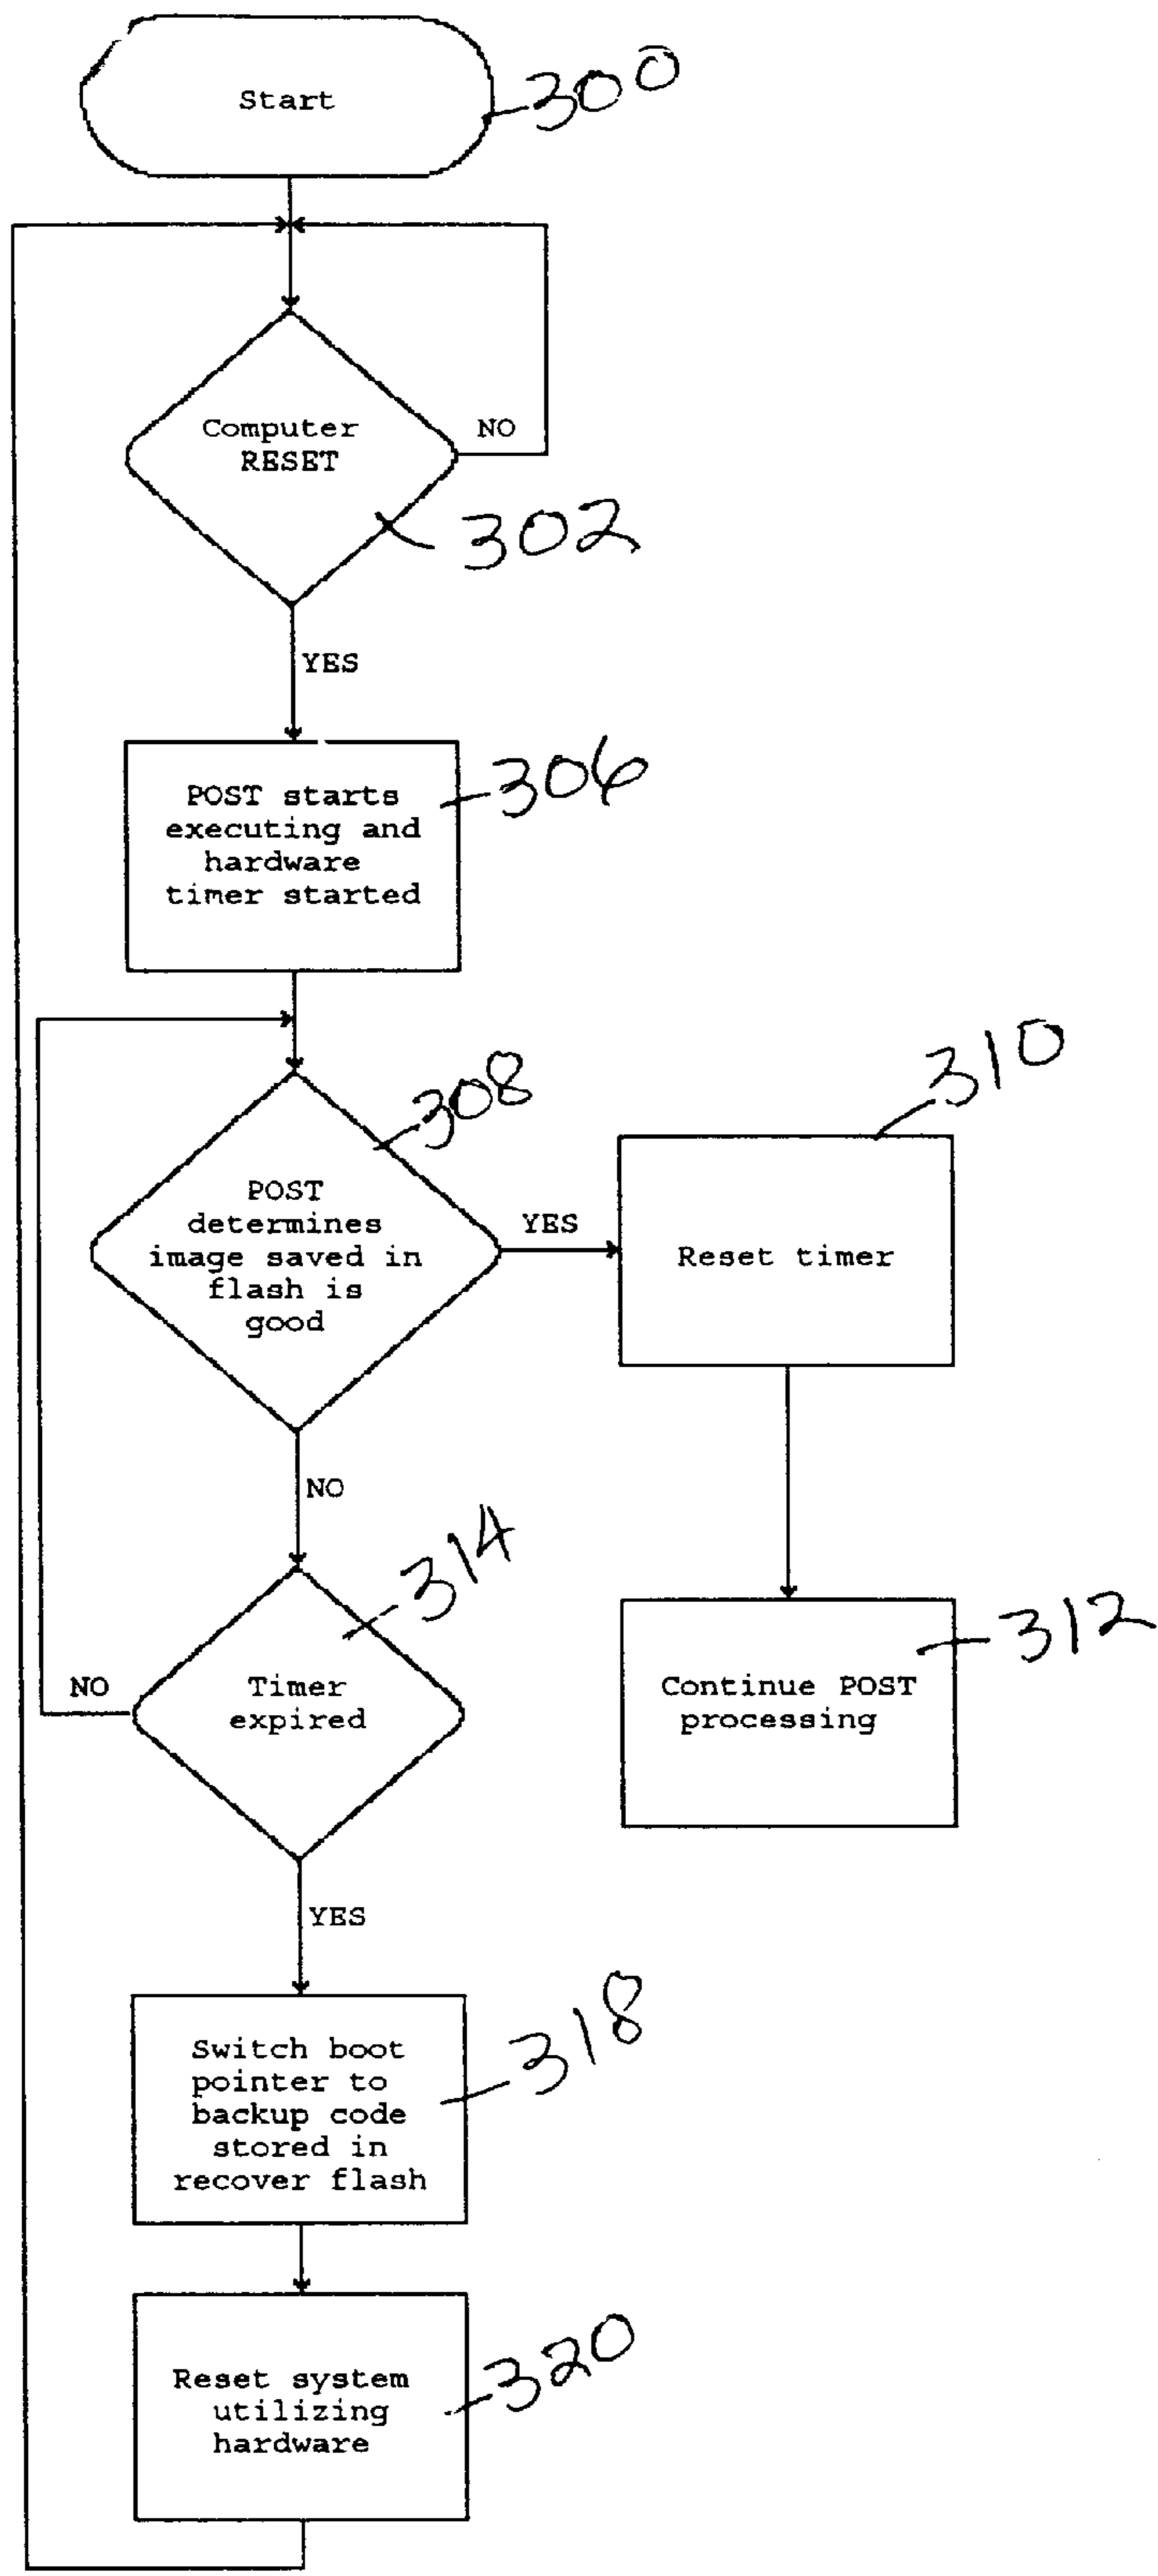 Start
300
Computer
RESET
NO
302
YES
306
POST starts
executing and
hardware
timer started
308
310
POST
determines
image saved in
flash is
good
YES
Reset timer
NO
314
312
NO
Timer
expired
Continue POST
processing
YES
318
Switch boot
pointer to
backup code
stored in
recover flash
320
Reset system
utilizing
hardware